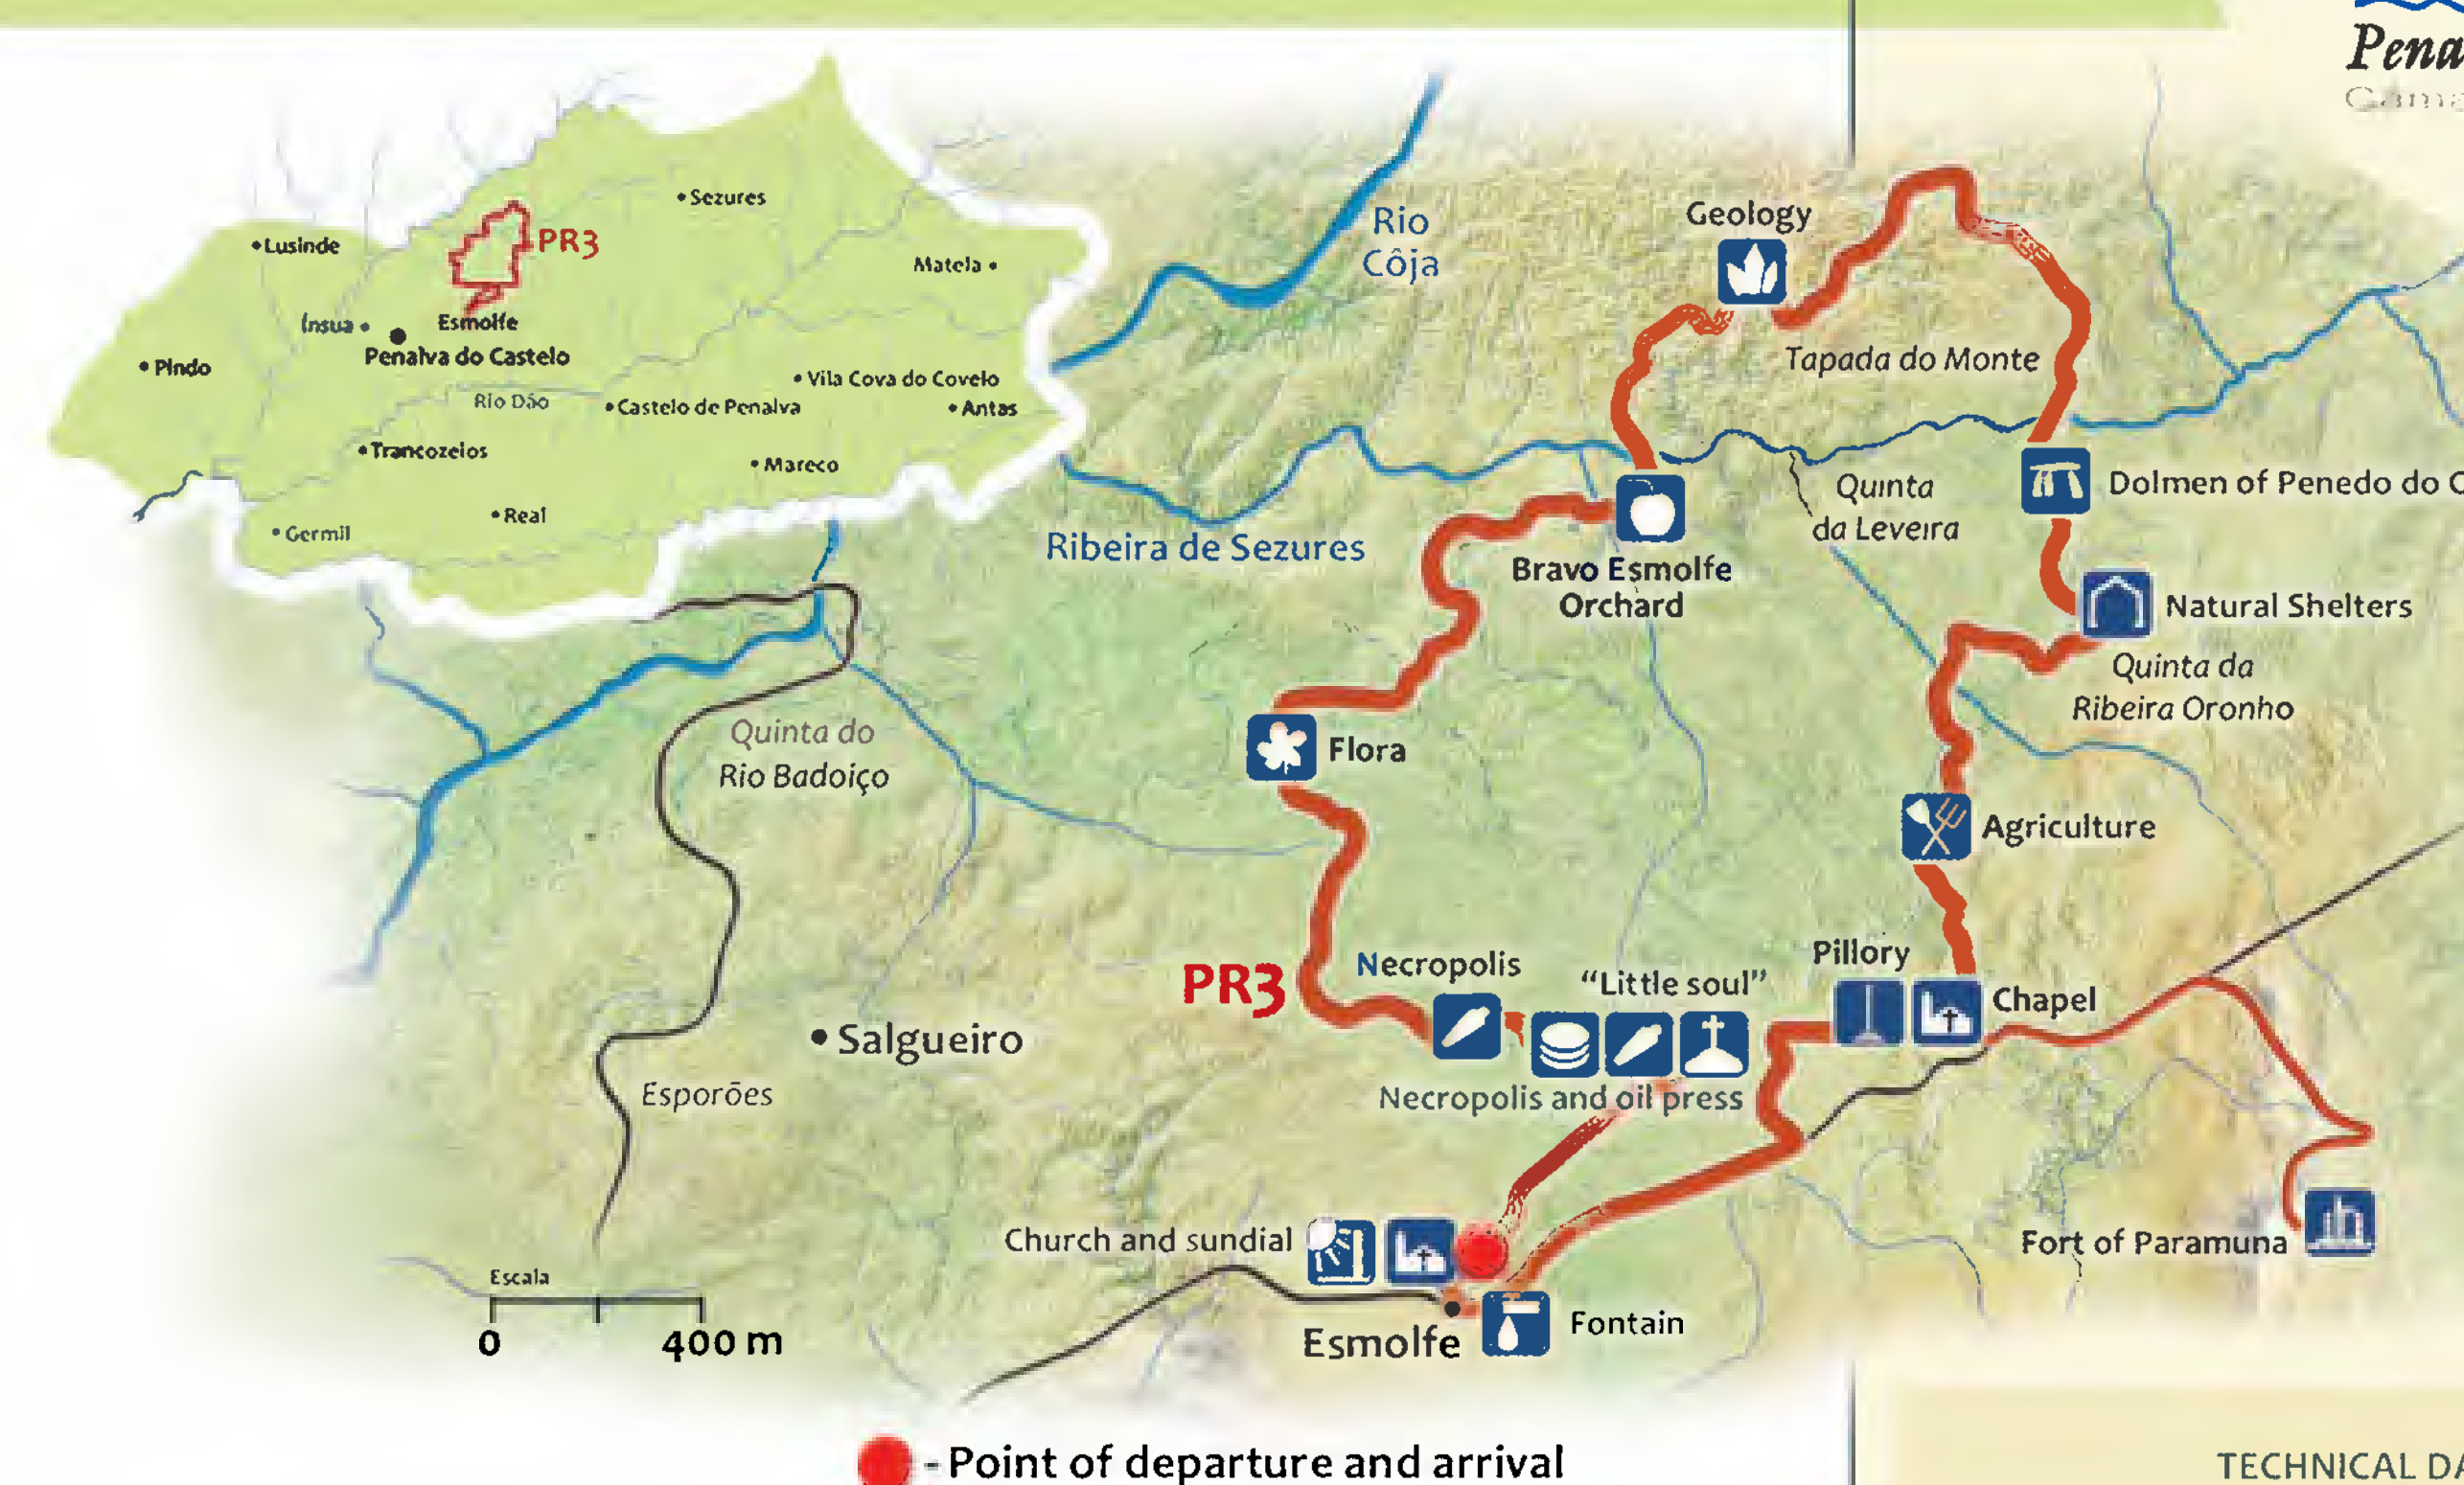 Pena
Sezures
Lusinde
PR3
Matela
Ínsua
Esmolfe
Penalva do Castelo
Pindo
Vila Cova do Covelo
Rio Dão
Castelo de Penalva
Antas
Trancozelos
Mareco
Real
Germil
Rio
Côja
Geology
Tapada do Monte
Quinta
da Leveira
Dolmen of Penedo do C
Ribeira de Sezures
Bravo Esmolfe
Orchard
Natural Shelters
Quinta da
Ribeira Oronho
Quinta do
Rio Badoiço
Flora
Agriculture
Necropolis
"Little soul"
Pillory
PR3
Chapel
Salgueiro
Esporões
Necropolis and oil press
Church and sundial
Fort of Paramuna
Escala
0 400 m
Esmolfe
Fontain
- Point of departure and arrival
TECHNICAL DA